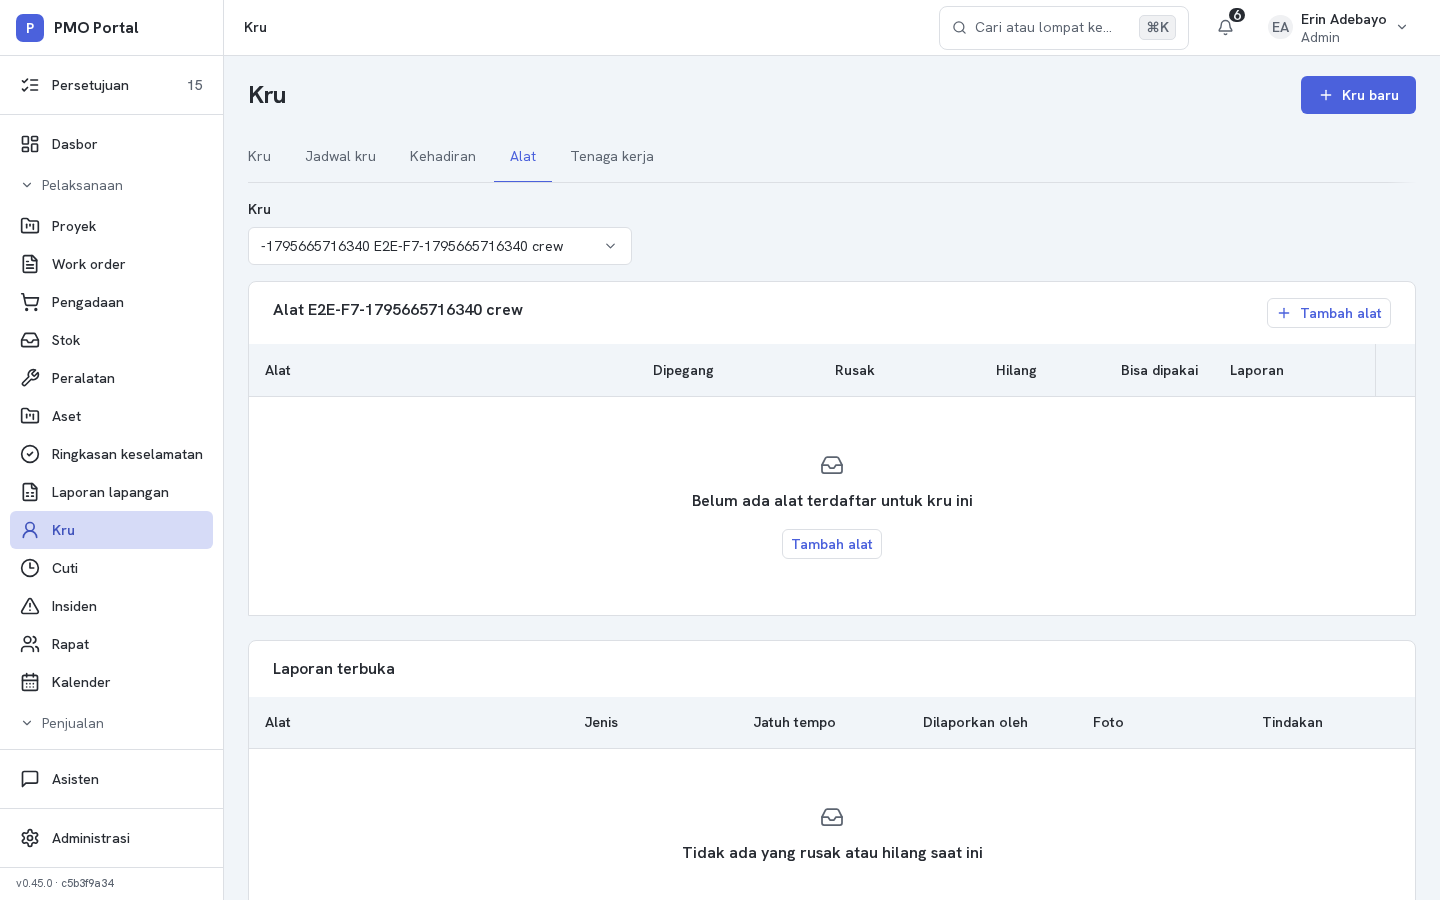 P PMO Portal
Kru
Cari atau lompat ke...
⌘K
6
EA
Erin Adebayo
Admin
Persetujuan 15
Dasbor
Pelaksanaan
Proyek
Work order
Pengadaan
Stok
Peralatan
Aset
Ringkasan keselamatan
Laporan lapangan
Kru
Cuti
Insiden
Rapat
Kalender
Penjualan
Asisten
Administrasi
v0.45.0 · c5b3f9a34
Kru
Kru baru
Kru Jadwal kru Kehadiran Alat Tenaga kerja
Kru
-1795665716340 E2E-F7-1795665716340 crew
Alat E2E-F7-1795665716340 crew
Tambah alat
Alat Dipegang Rusak Hilang Bisa dipakai Laporan
Belum ada alat terdaftar untuk kru ini
Tambah alat
Laporan terbuka
Alat Jenis Jatuh tempo Dilaporkan oleh Foto Tindakan
Tidak ada yang rusak atau hilang saat ini